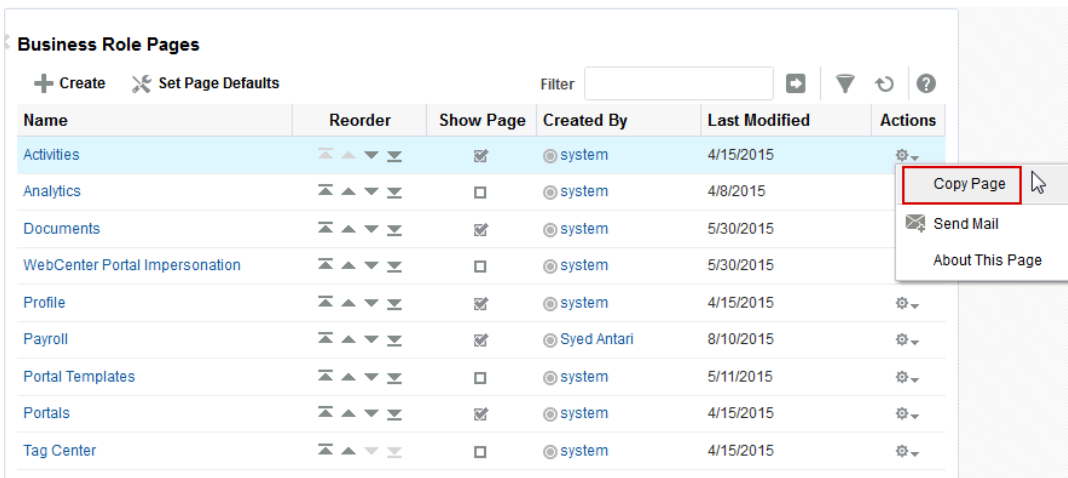 Business Role Pages
Create Set Page Defaults Filter
Name Reorder Show Page Created By Last Modified Actions
Activities system 4/15/2015
Analytics system 4/8/2015
Copy Page
Documents system 5/30/2015
Send Mail
WebCenter Portal Impersonation system 5/30/2015
About This Page
Profile system 4/15/2015
Payroll Syed Antari 8/10/2015
Portal Templates system 5/11/2015
Portals system 4/15/2015
Tag Center system 4/15/2015